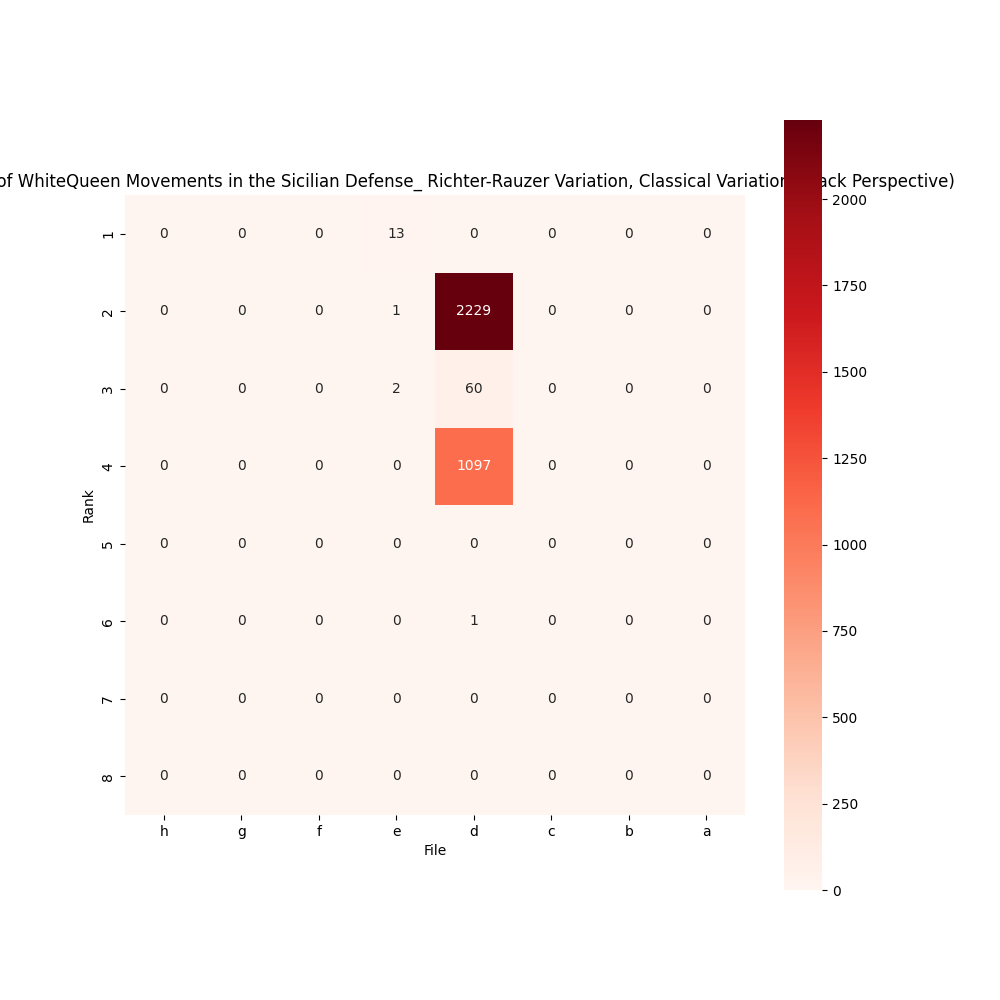 of WhiteQueen Movements in the Sicilian Defense_ Richter-Rauzer Variation, Classical Variation ack Perspective)
2000
1 0 0 0 13 0 0 0 0
1750
2 0 0 0 1 2229 0 0 0
1500
3 0 0 0 2 60 0 0 0
1250
4 0 0 0 0 1097 0 0 0
Rank
1000
5 0 0 0 0 0 0 0 0
750
6 0 0 0 0 1 0 0 0
500
7 0 0 0 0 0 0 0 0
250
8 0 0 0 0 0 0 0 0
h g f e d c b a
File
0